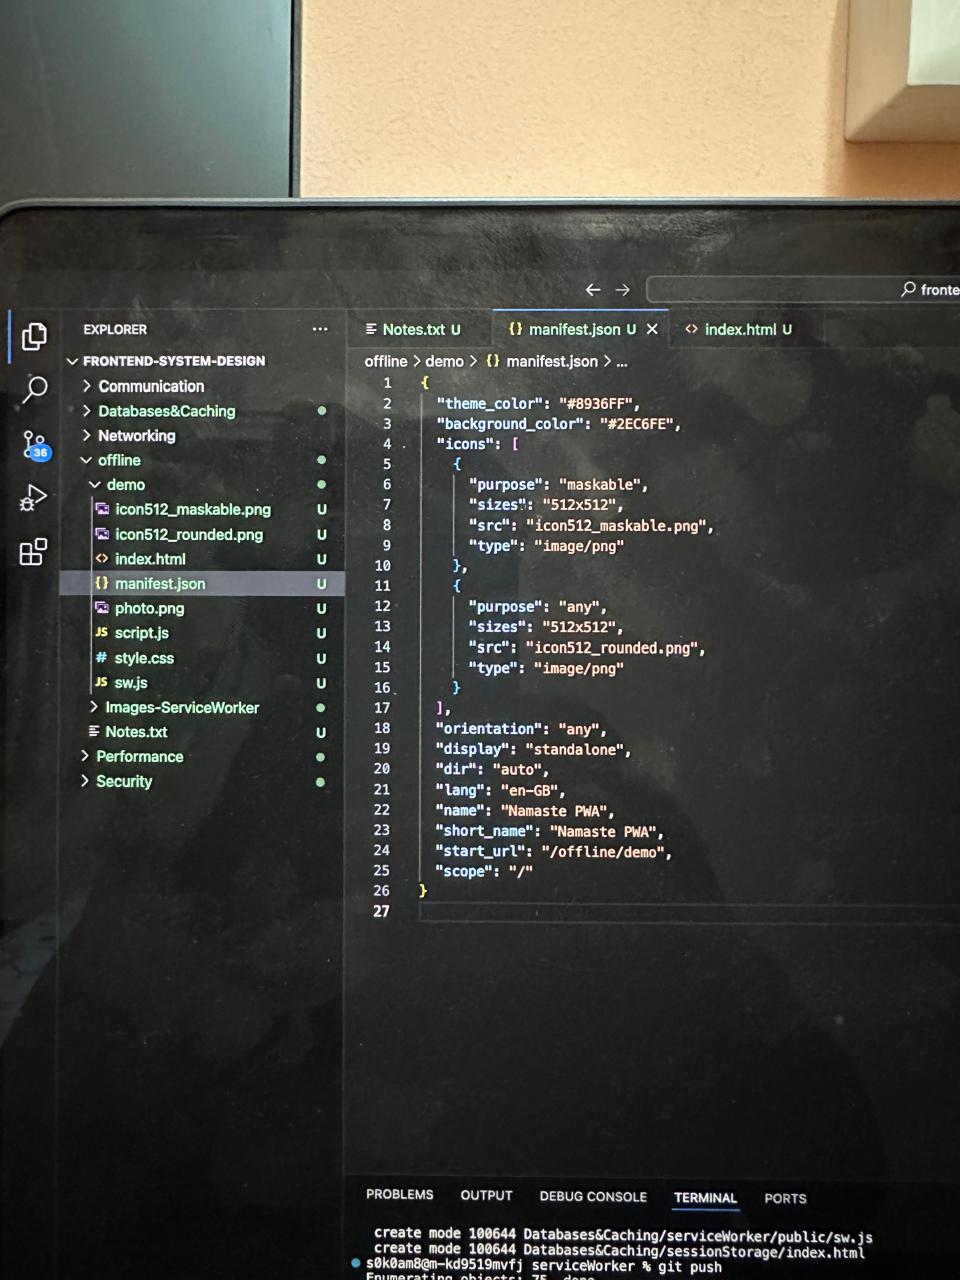 fronte
EXPLORER ...
FRONTEND-SYSTEM-DESIGN
Communication
Databases&Caching
Networking
36
offline
demo
icon512_maskable.png U
icon512_rounded.png U
index.html U
manifest.json U
photo.png U
script.js U
style.css U
sw.js U
Images-ServiceWorker
Notes.txt U
Performance
Security
Notes.txt U {} manifest.json U × <> index.html U
offline > demo > {} manifest.json > ...
1 {
2 "theme_color": "#8936FF",
3 "background_color": "#2EC6FE",
4 "icons": [
5 {
6 "purpose": "maskable",
7 "sizes": "512x512",
8 "src": "icon512_maskable.png",
9 "type": "image/png"
10 },
11 {
12 "purpose": "any",
13 "sizes": "512x512",
14 "src": "icon512_rounded.png",
15 "type": "image/png"
16 }
17 ],
18 "orientation": "any",
19 "display": "standalone",
20 "dir": "auto",
21 "lang": "en-GB",
22 "name": "Namaste PWA",
23 "short_name": "Namaste PWA",
24 "start_url": "/offline/demo",
25 "scope": "/"
26 }
27
PROBLEMS OUTPUT DEBUG CONSOLE TERMINAL PORTS
create mode 100644 Databases&Caching/serviceWorker/public/sw.js
create mode 100644 Databases&Caching/sessionStorage/index.html
s0k0am8@m-kd9519mvfj serviceWorker % git push
Enumerating objects: 75, done.